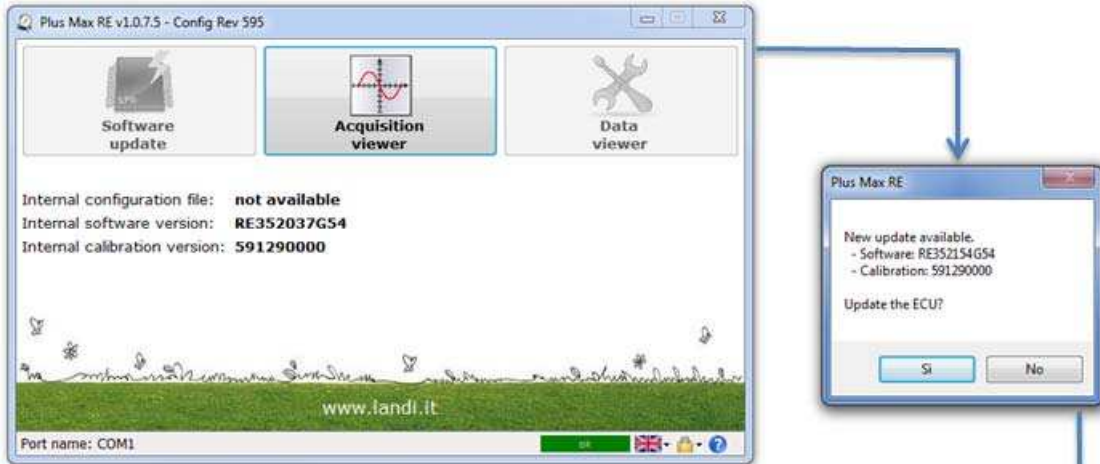 Plus Max RE v1.0.7.5 - Config Rev 595
Software update
Acquisition viewer
Data viewer
Internal configuration file: not available
Internal software version: RE352037G54
Internal calibration version: 591290000
www.landi.it
Port name: COM1
Plus Max RE
New update available.
- Software: RE352154G54
- Calibration: 591290000
Update the ECU?
Sì
No